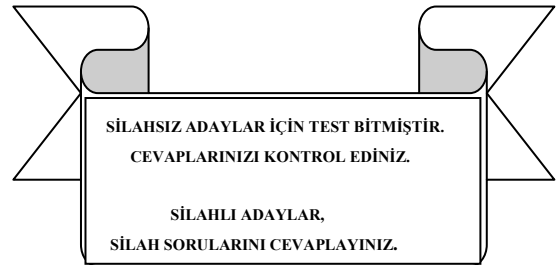 SİLAHSIZ ADAYLAR İÇİN TEST BİTMİŞTİR.
CEVAPLARINIZI KONTROL EDİNİZ.
SİLAHLI ADAYLAR,
SİLAH SORULARINI CEVAPLAYINIZ.